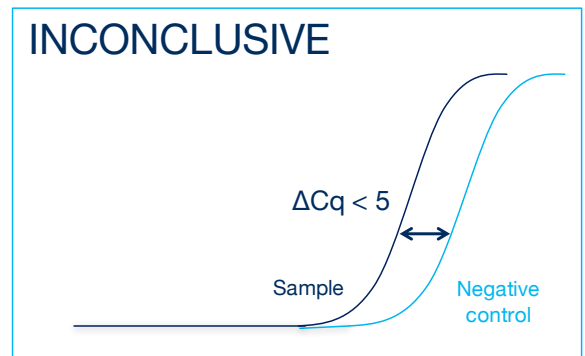 INCONCLUSIVE
ΔCq < 5
Sample
Negative
control